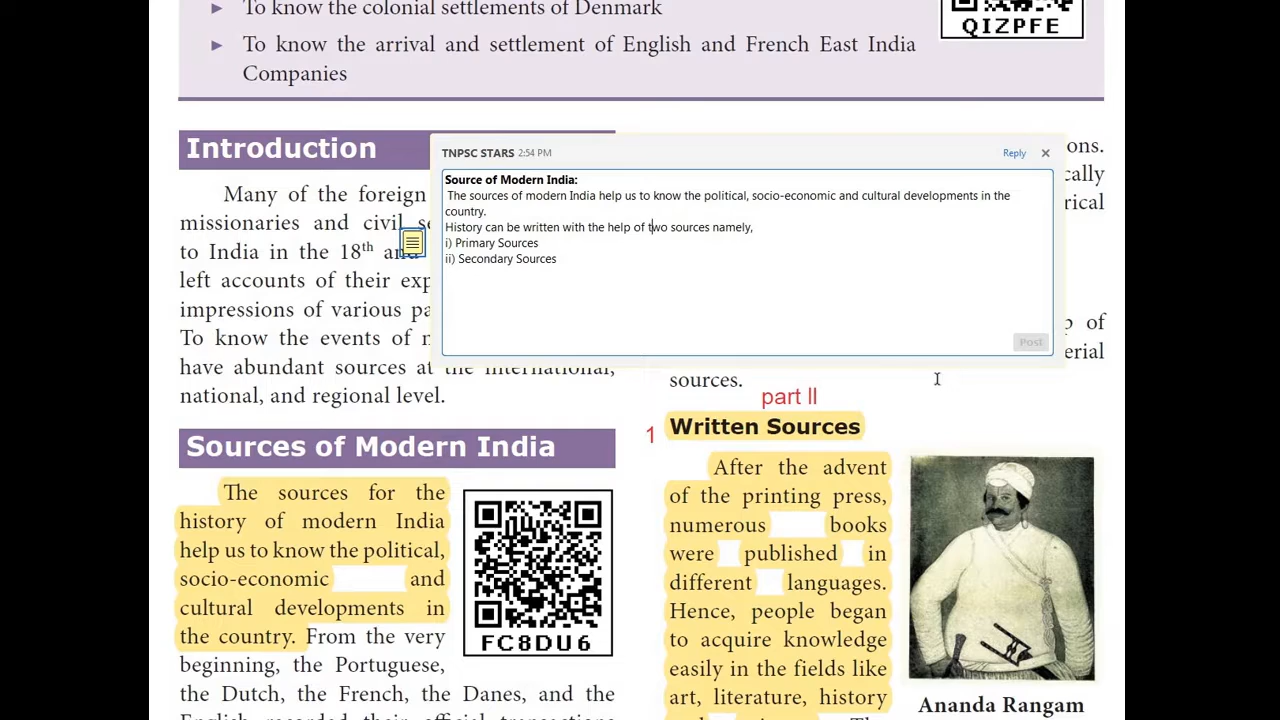 ▸ To know the colonial settlements of Denmark
▸ To know the arrival and settlement of English and French East India
Companies
QIZPFE
Introduction
Many of the foreign
missionaries and civil
to India in the 18th and
left accounts of their
impressions of various
To know the events of
have abundant sources at the international,
national, and regional level.
TNPSC STARS 2:54 PM
Reply
Source of Modern India:
The sources of modern India help us to know the political, socio-economic and cultural developments in the
country.
History can be written with the help of two sources namely,
i) Primary Sources
ii) Secondary Sources
Post
of
sources.
Sources of Modern India
The sources for the
history of modern India
help us to know the political,
socio-economic and
cultural developments in
the country. From the very
beginning, the Portuguese,
the Dutch, the French, the Danes, and the
English recorded their official transactions
FC8DU6
part II
1
Written Sources
After the advent
of the printing press,
numerous books
were published in
different languages.
Hence, people began
to acquire knowledge
easily in the fields like
art, literature, history
Ananda Rangam